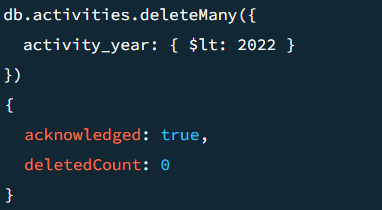 db.activities.deleteMany({
  activity_year: { $lt: 2022 }
})
{
  acknowledged: true,
  deletedCount: 0
}